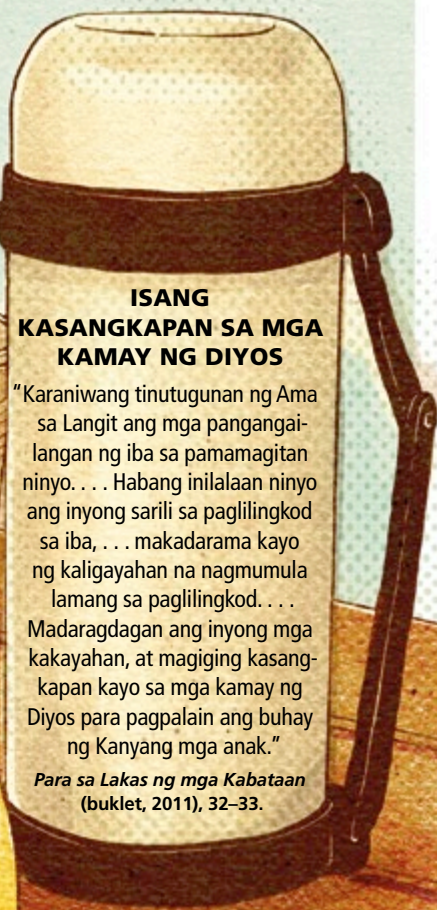 ISANG
KASANGKAPAN SA MGA
KAMAY NG DIYOS
"Karaniwang tinutugunan ng Ama
sa Langit ang mga pangangai-
langan ng iba sa pamamagitan
ninyo. . . . Habang inilalaan ninyo
ang inyong sarili sa paglilingkod
sa iba, . . . makadarama kayo
ng kaligayahan na nagmumula
lamang sa paglilingkod. . . .
Madaragdagan ang inyong mga
kakayahan, at magiging kasang-
kapan kayo sa mga kamay ng
Diyos para pagpalain ang buhay
ng Kanyang mga anak."
Para sa Lakas ng mga Kabataan
(buklet, 2011), 32–33.